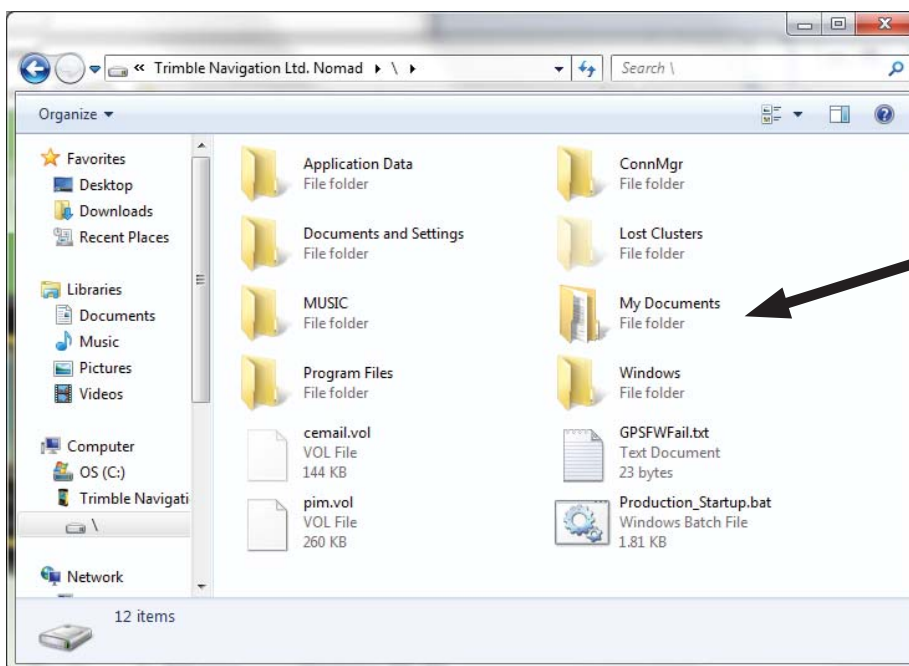 « Trimble Navigation Ltd. Nomad ▸ \ ▸
Search \
Organize
Favorites
Desktop
Downloads
Recent Places
Libraries
Documents
Music
Pictures
Videos
Computer
OS (C:)
Trimble Navigati
\
Network
Application Data
File folder
ConnMgr
File folder
Documents and Settings
File folder
Lost Clusters
File folder
MUSIC
File folder
My Documents
File folder
Program Files
File folder
Windows
File folder
cemail.vol
VOL File
144 KB
GPSFWFail.txt
Text Document
23 bytes
pim.vol
VOL File
260 KB
Production_Startup.bat
Windows Batch File
1.81 KB
12 items